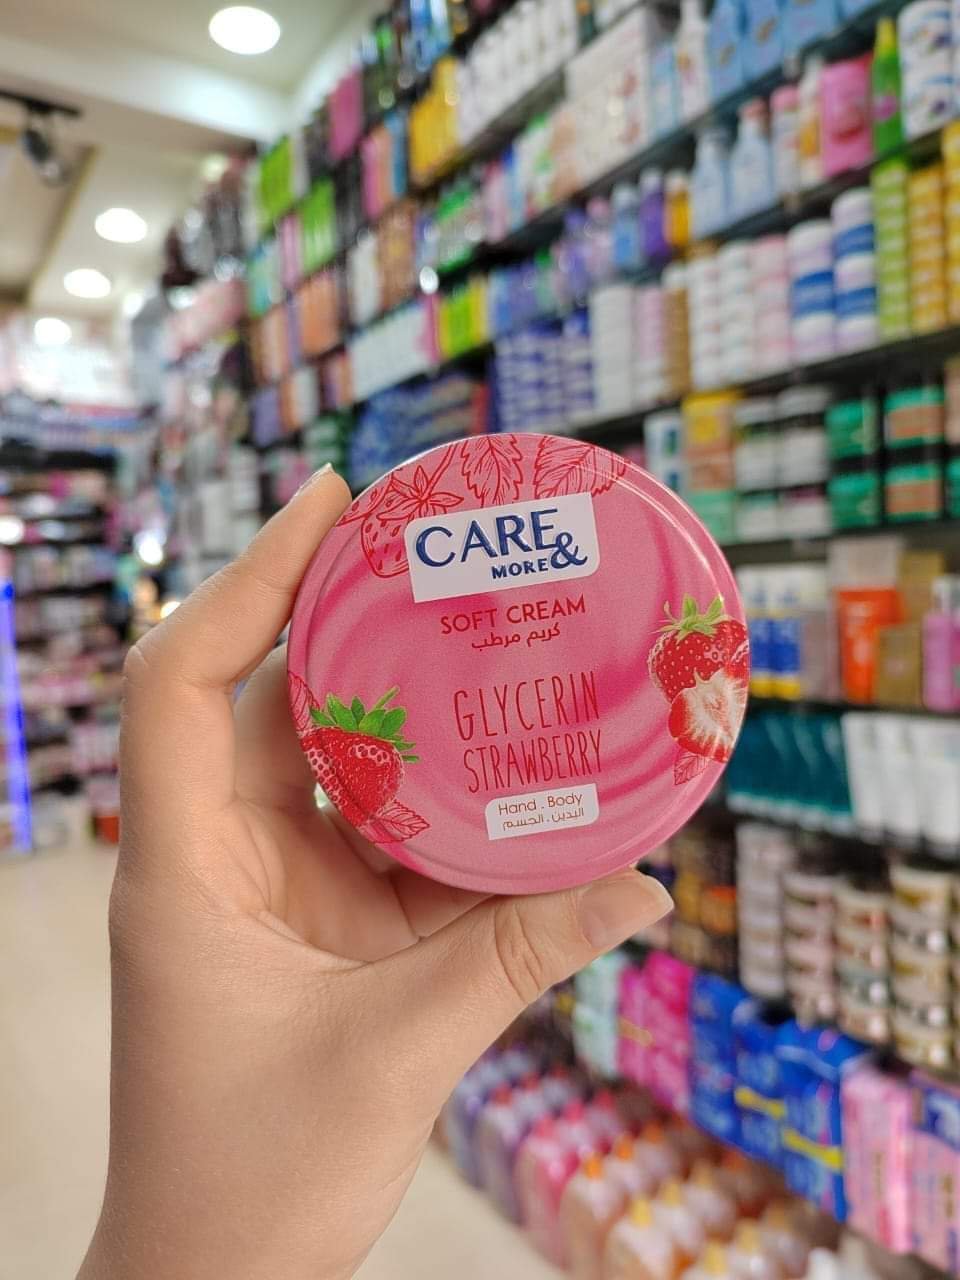 CARE &
MORE
SOFT CREAM
كريم مرطب
GLYCERIN
STRAWBERRY
Hand . Body
اليدين . الجسم